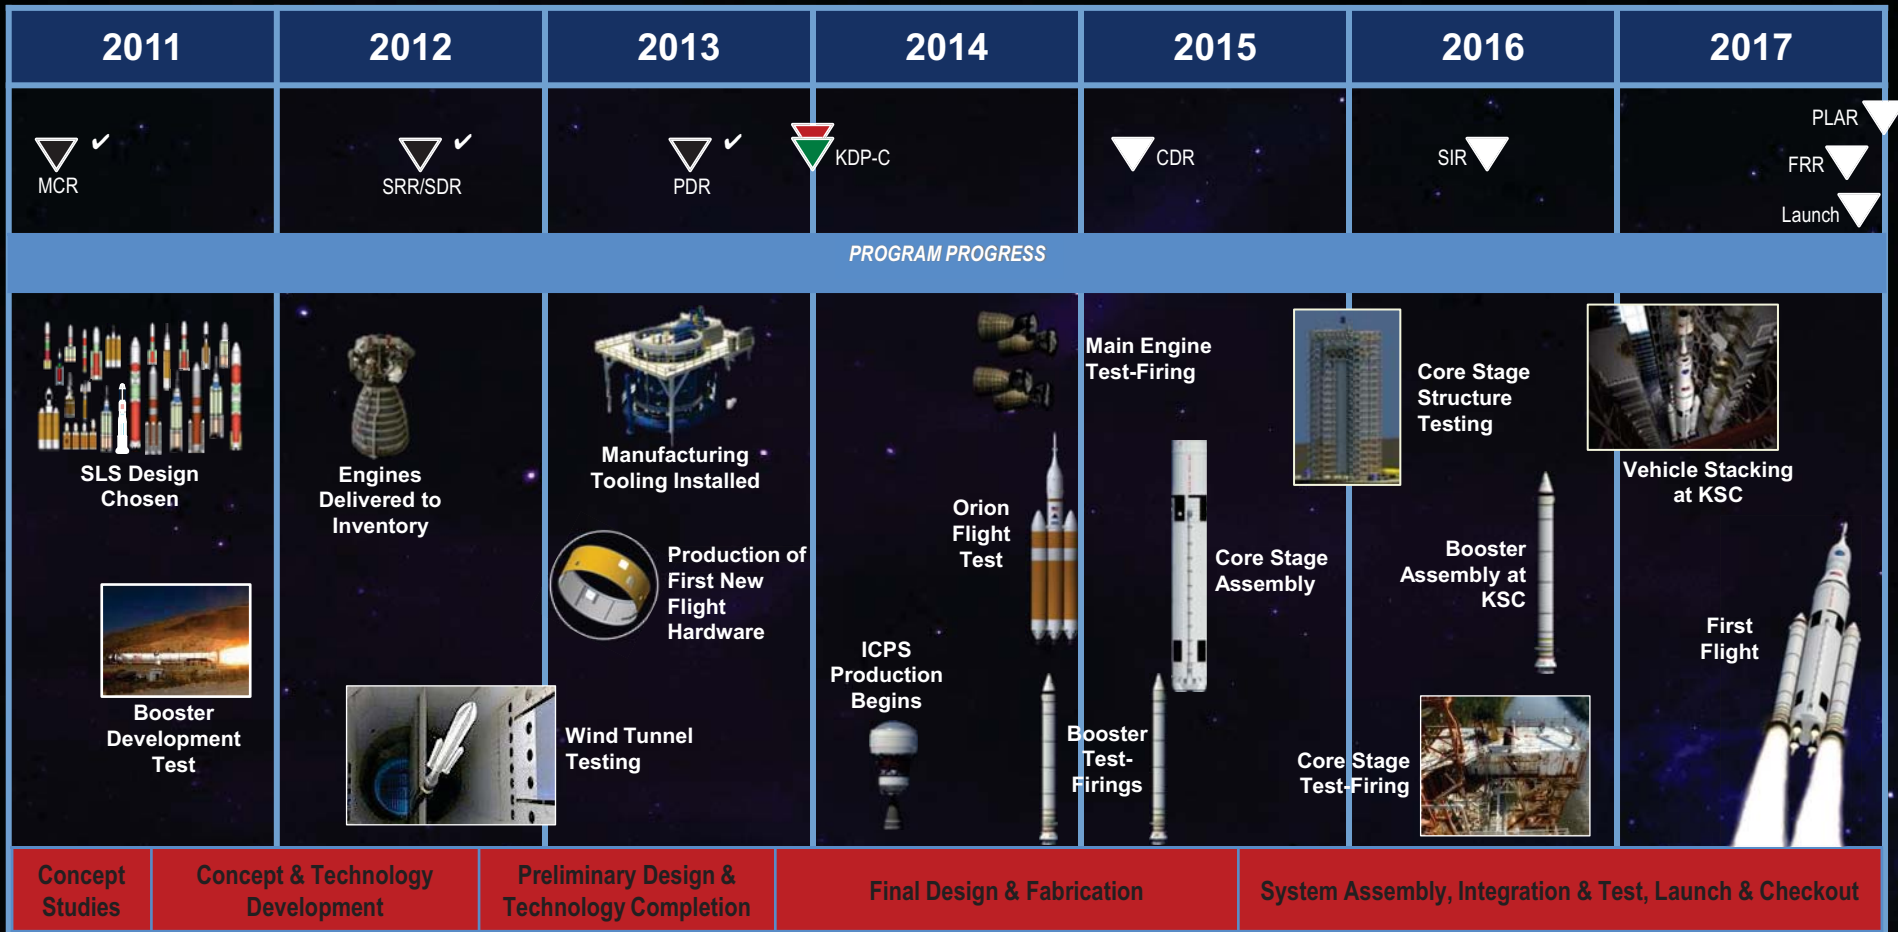 2011
2012
2013
2014
2015
2016
2017
MCR
SRR/SDR
PDR
KDP-C
CDR
SIR
PLAR
FRR
Launch
PROGRAM PROGRESS
SLS Design
Chosen
Booster
Development
Test
Engines
Delivered to
Inventory
Wind Tunnel
Testing
Manufacturing
Tooling Installed
Production of
First New
Flight
Hardware
Orion
Flight
Test
ICPS
Production
Begins
Main Engine
Test-Firing
Core Stage
Assembly
Booster
Test-
Firings
Core Stage
Structure
Testing
Booster
Assembly at
KSC
Core Stage
Test-Firing
Vehicle Stacking
at KSC
First
Flight
Concept
Studies
Concept & Technology
Development
Preliminary Design &
Technology Completion
Final Design & Fabrication
System Assembly, Integration & Test, Launch & Checkout